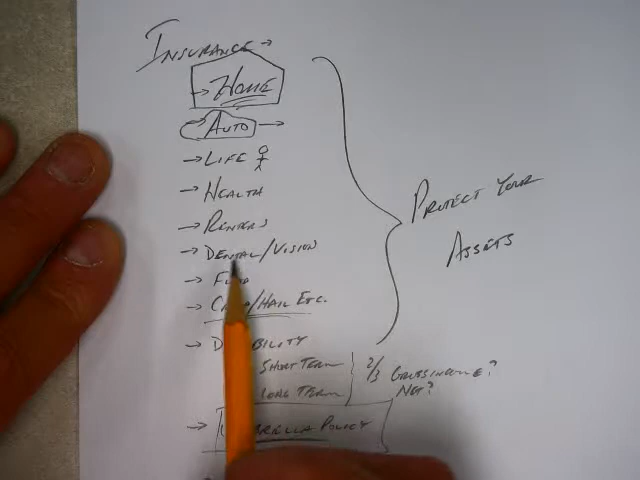 INSURANCE →
→ HOME
→ AUTO →
→ LIFE
→ HEALTH
→ RENTERS
→ DENTAL/VISION
→
→ /HAIL ETC.
→
SHORT TERM
LONG TERM
2/3 GROSS INCOME?
NET?
→ POLICY
PROTECT YOUR
ASSETS